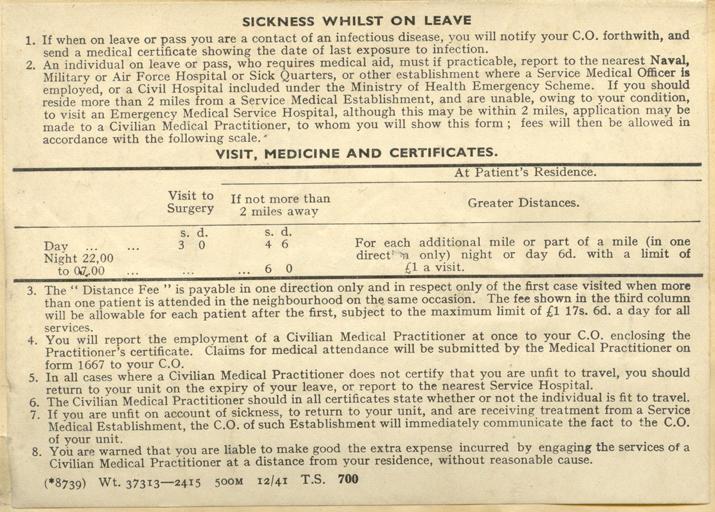 SICKNESS WHILST ON LEAVE
1. If when on leave or pass you are a contact of an infectious disease, you will notify your C.O. forthwith, and
send a medical certificate showing the date of last exposure to infection.
2. An individual on leave or pass, who requires medical aid, must if practicable, report to the nearest Naval,
Military or Air Force Hospital or Sick Quarters, or other establishment where a Service Medical Officer is
employed, or a Civil Hospital included under the Ministry of Health Emergency Scheme. If you should
reside more than 2 miles from a Service Medical Establishment, and are unable, owing to your condition,
to visit an Emergency Medical Service Hospital, although this may be within 2 miles, application may be
made to a Civilian Medical Practitioner, to whom you will show this form ; fees will then be allowed in
accordance with the following scale.
VISIT, MEDICINE AND CERTIFICATES.
At Patient's Residence.
Visit to Surgery
If not more than 2 miles away
Greater Distances.
s. d. s. d.
Day ... ... 3 0 4 6 For each additional mile or part of a mile (in one
Night 22,00 direction only) night or day 6d. with a limit of
to 07,00 ... ... 6 0 £1 a visit.
3. The " Distance Fee " is payable in one direction only and in respect only of the first case visited when more
than one patient is attended in the neighbourhood on the same occasion. The fee shown in the third column
will be allowable for each patient after the first, subject to the maximum limit of £1 17s. 6d. a day for all
services.
4. You will report the employment of a Civilian Medical Practitioner at once to your C.O. enclosing the
Practitioner's certificate. Claims for medical attendance will be submitted by the Medical Practitioner on
form 1667 to your C.O.
5. In all cases where a Civilian Medical Practitioner does not certify that you are unfit to travel, you should
return to your unit on the expiry of your leave, or report to the nearest Service Hospital.
6. The Civilian Medical Practitioner should in all certificates state whether or not the individual is fit to travel.
7. If you are unfit on account of sickness, to return to your unit, and are receiving treatment from a Service
Medical Establishment, the C.O. of such Establishment will immediately communicate the fact to the C.O.
of your unit.
8. You are warned that you are liable to make good the extra expense incurred by engaging the services of a
Civilian Medical Practitioner at a distance from your residence, without reasonable cause.
(*8739) Wt. 37313—2415 500M 12/41 T.S. 700